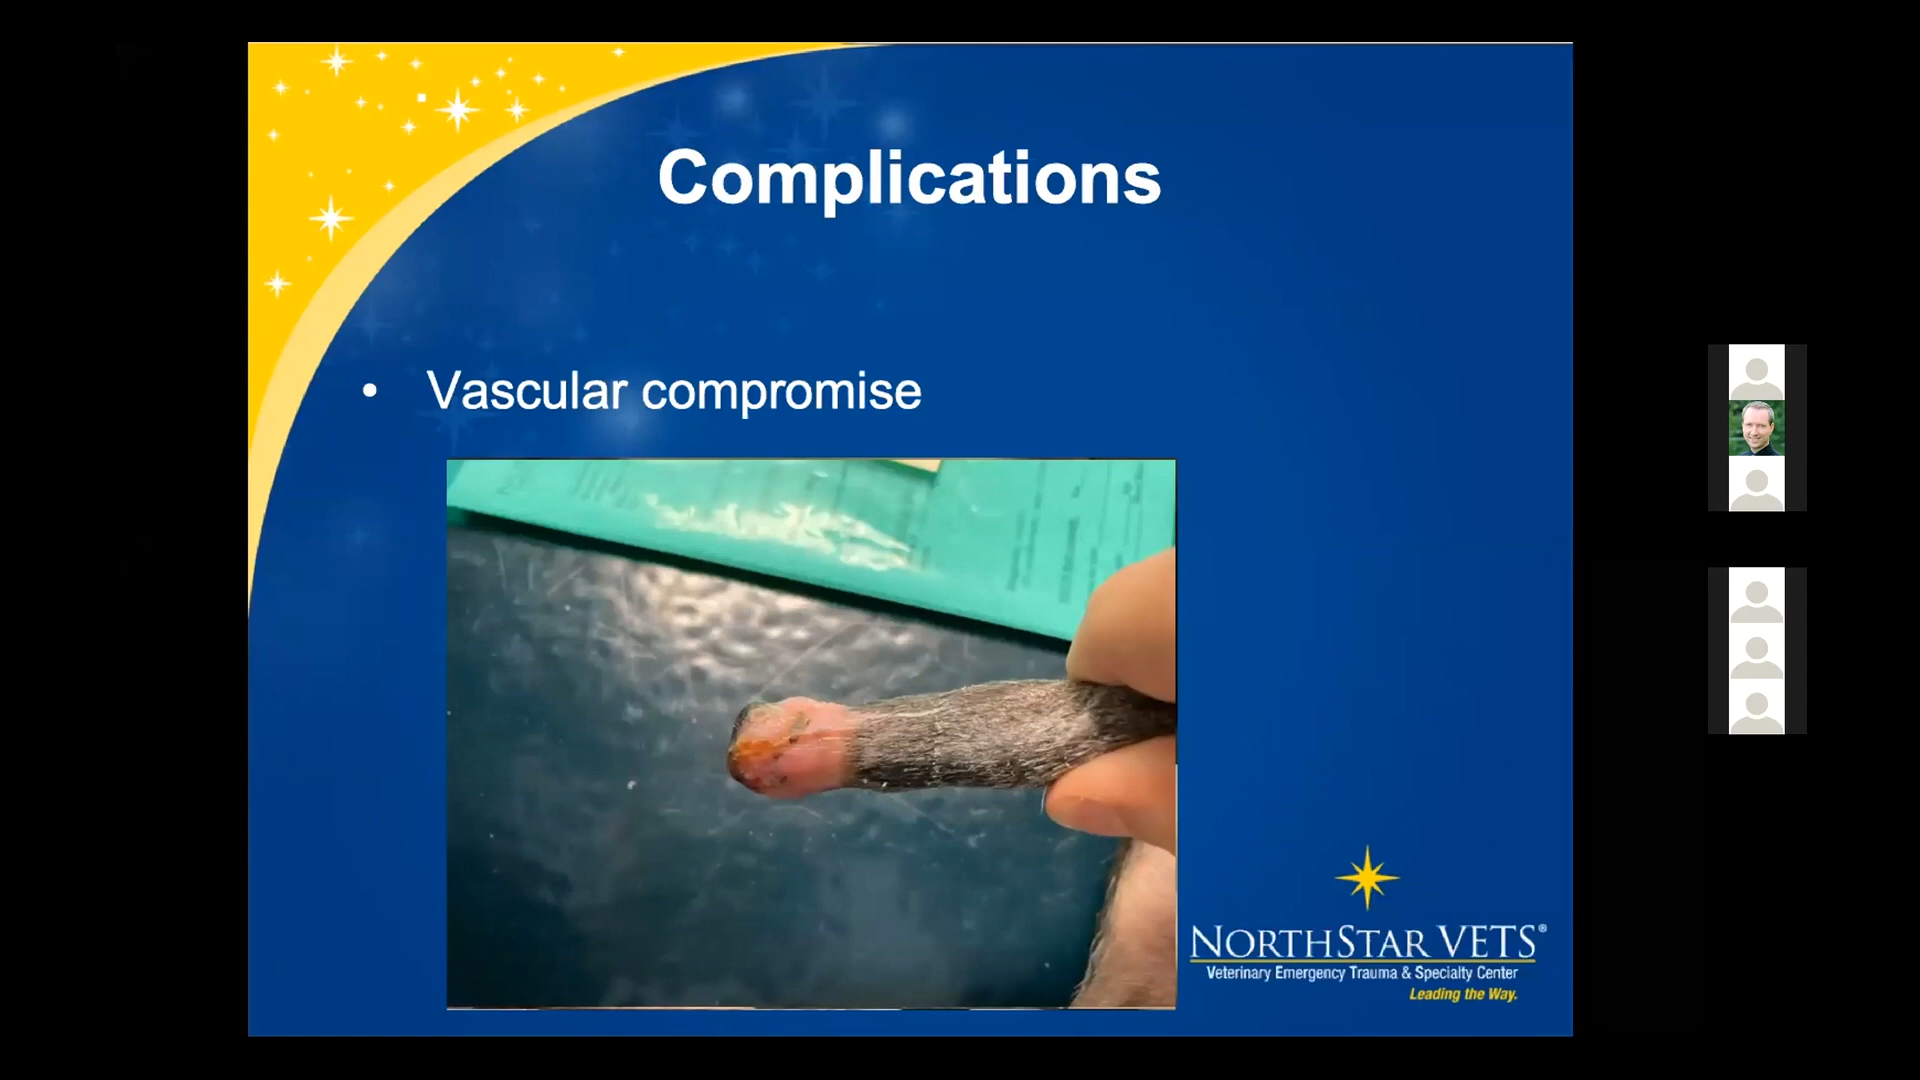 Complications
• Vascular compromise
NORTHSTAR VETS®
Veterinary Emergency Trauma & Specialty Center
Leading the Way.